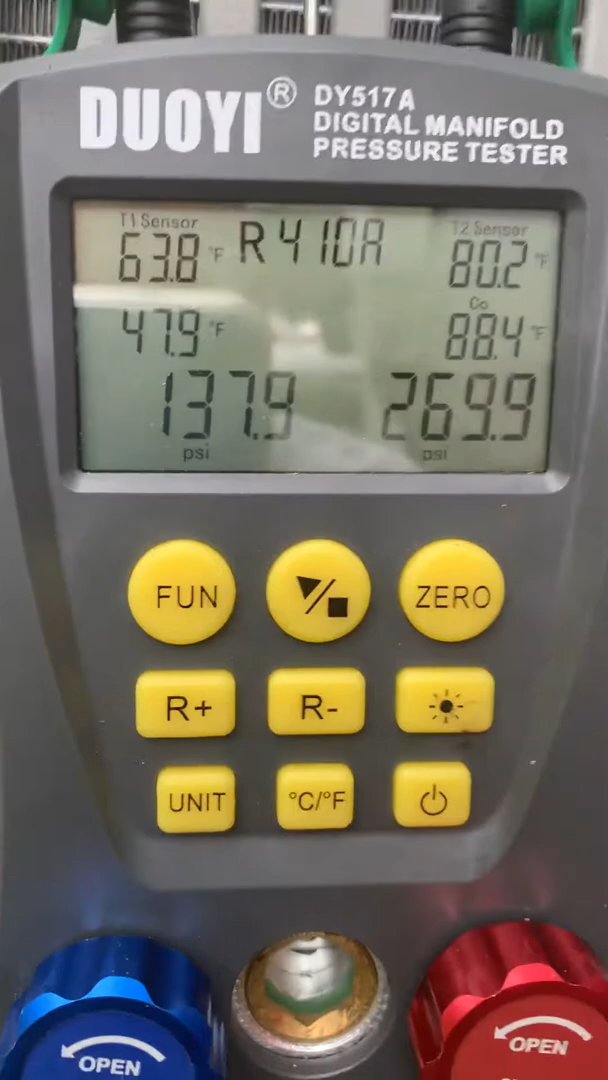 DUOYI®
DY517A
DIGITAL MANIFOLD
PRESSURE TESTER
T1 Sensor
63.8 °F
R410A
T2 Sensor
80.2 °F
47.9 °F
Co
88.4 °F
137.9
psi
269.9
psi
FUN
ZERO
R+
R-
UNIT
°C/°F
OPEN
OPEN